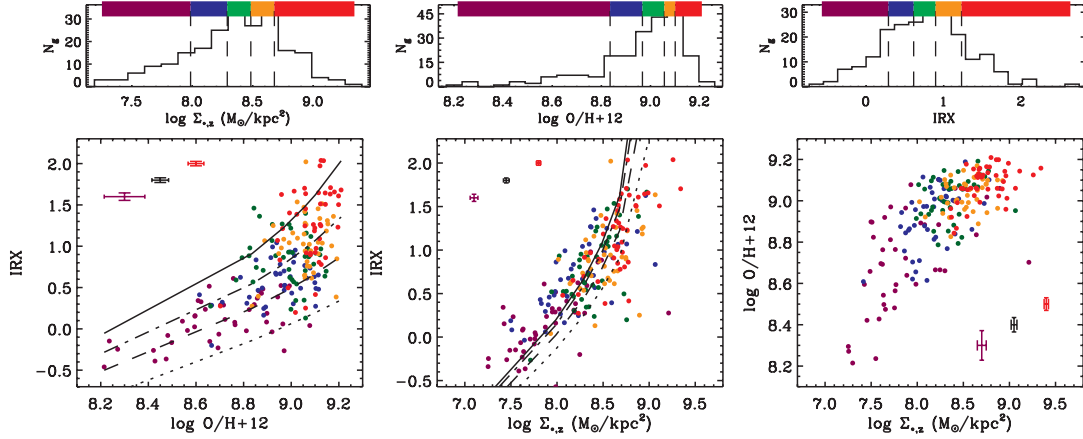 30
20
10
0
N_g
7.5 8.0 8.5 9.0
log Σ_{*,z} (M_⊙/kpc²)
45
30
15
0
N_g
8.2 8.4 8.6 8.8 9.0 9.2
log O/H+12
30
20
10
0
N_g
0 1 2
IRX
2.0
1.5
1.0
0.5
0.0
−0.5
IRX
8.2 8.4 8.6 8.8 9.0 9.2
log O/H+12
2.0
1.5
1.0
0.5
0.0
−0.5
IRX
7.0 7.5 8.0 8.5 9.0 9.5
log Σ_{*,z} (M_⊙/kpc²)
9.2
9.0
8.8
8.6
8.4
8.2
log O/H+12
7.0 7.5 8.0 8.5 9.0 9.5
log Σ_{*,z} (M_⊙/kpc²)